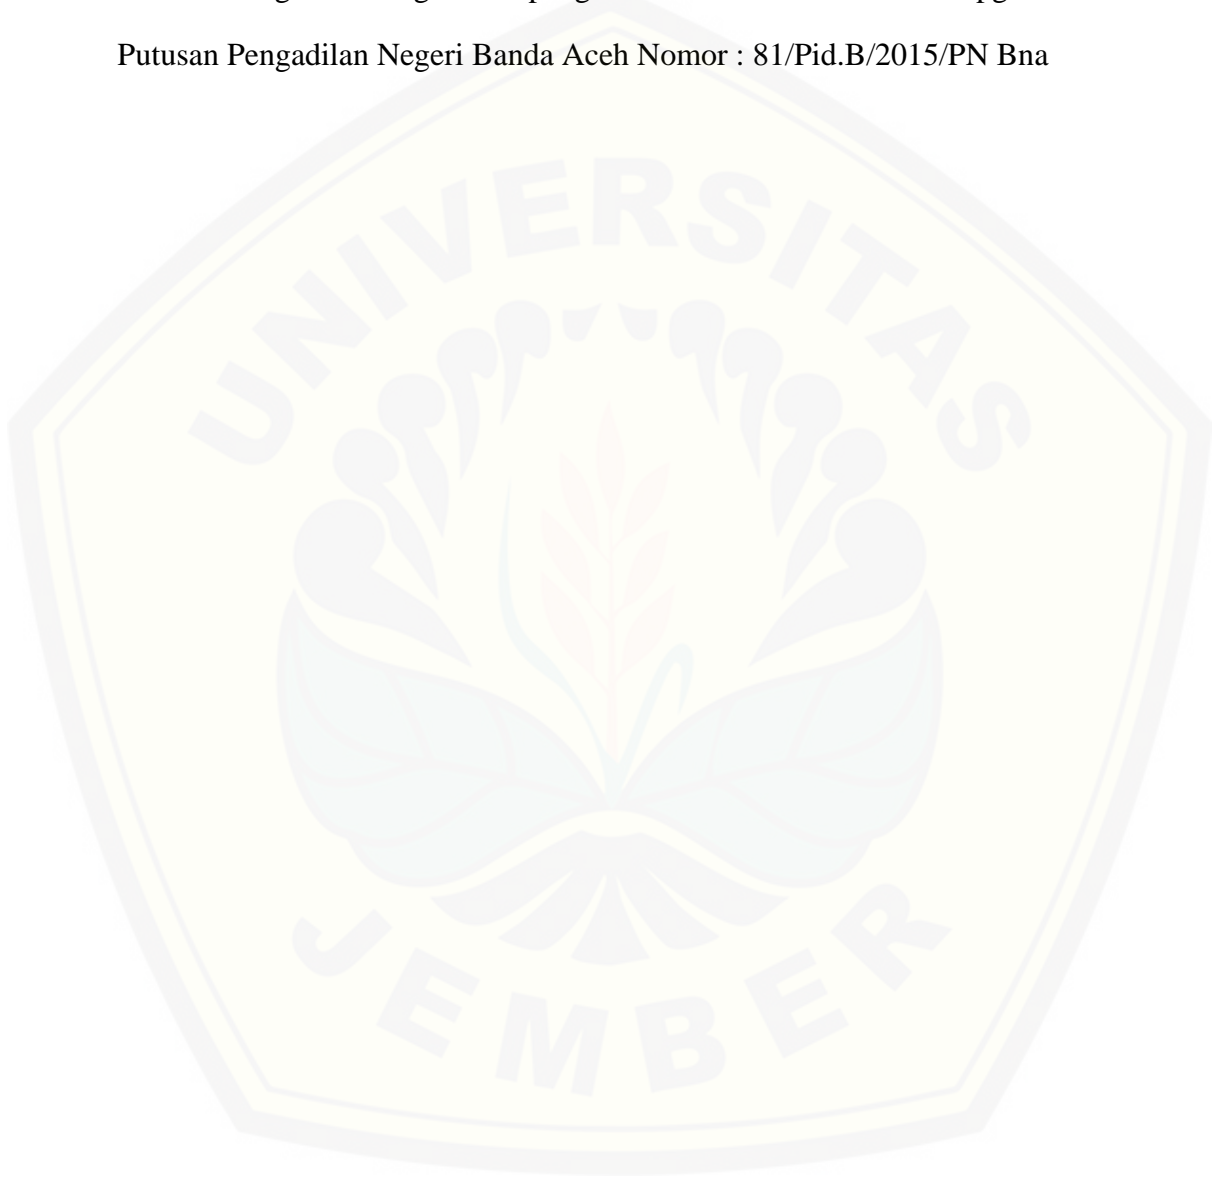 Putusan Pengadilan Negeri Banda Aceh Nomor : 81/Pid.B/2015/PN Bna
UNIVERSITAS
JEMBER